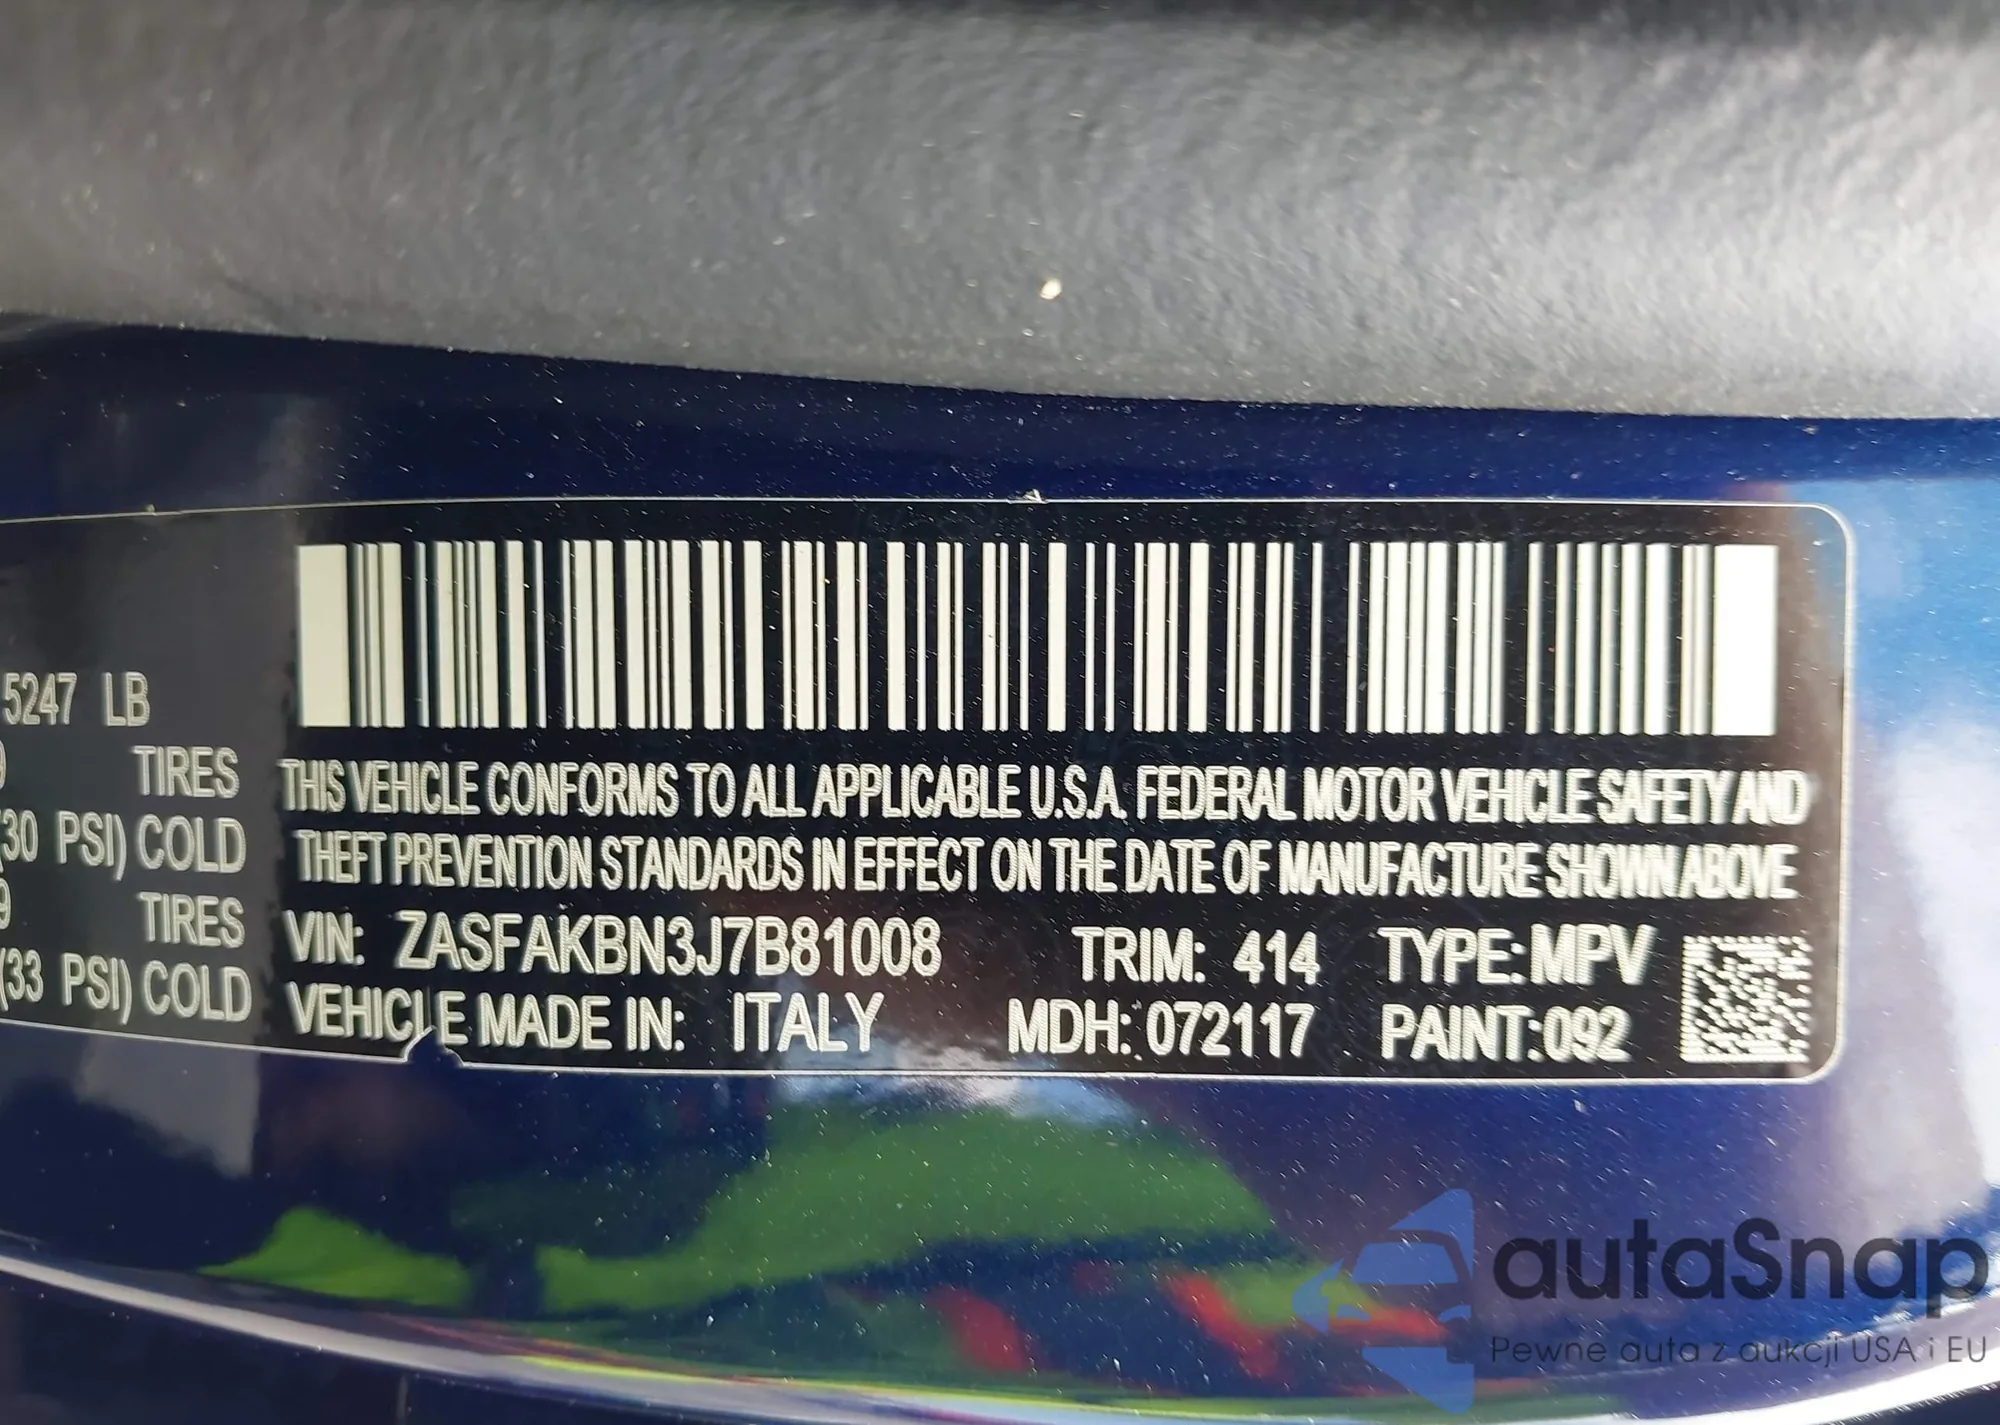 5247 LB
9 TIRES
(30 PSI) COLD
9 TIRES
(33 PSI) COLD
THIS VEHICLE CONFORMS TO ALL APPLICABLE U.S.A. FEDERAL MOTOR VEHICLE SAFETY AND
THEFT PREVENTION STANDARDS IN EFFECT ON THE DATE OF MANUFACTURE SHOWN ABOVE
VIN: ZASFAKBN3J7B81008 TRIM: 414 TYPE: MPV
VEHICLE MADE IN: ITALY MDH: 072117 PAINT: 092
autaSnap
Pewne auta z aukcji USA i EU